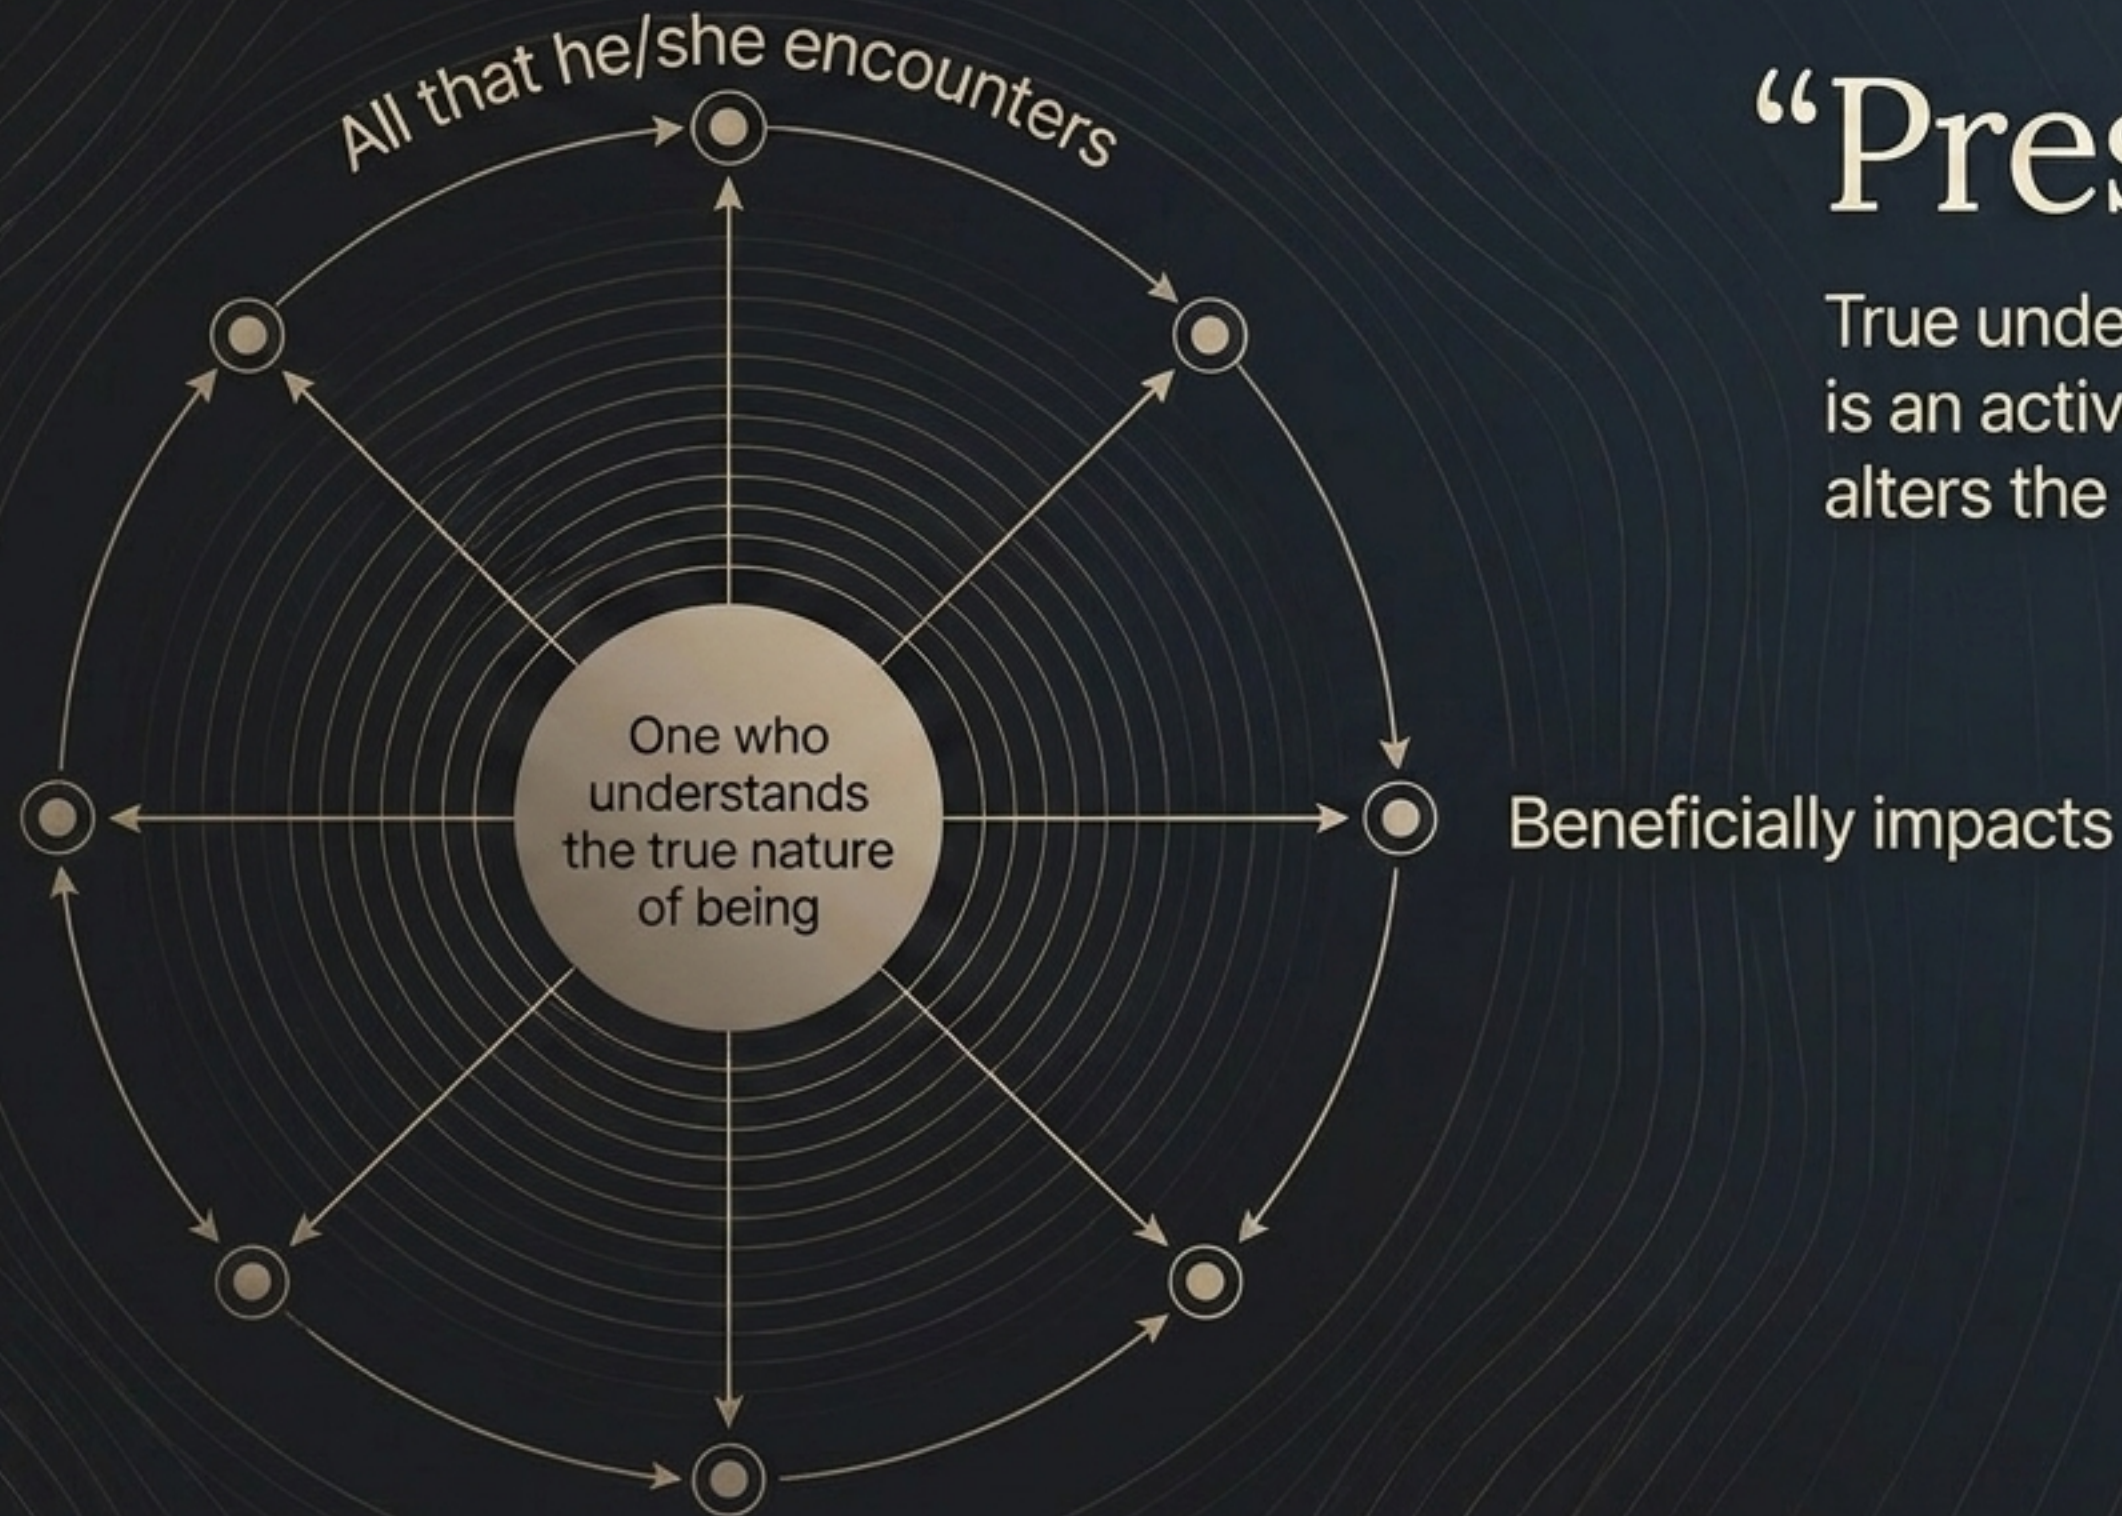 All that he/she encounters
One who
understands
the true nature
of being
Beneficially impacts
“Pres
True unde
is an activ
alters the